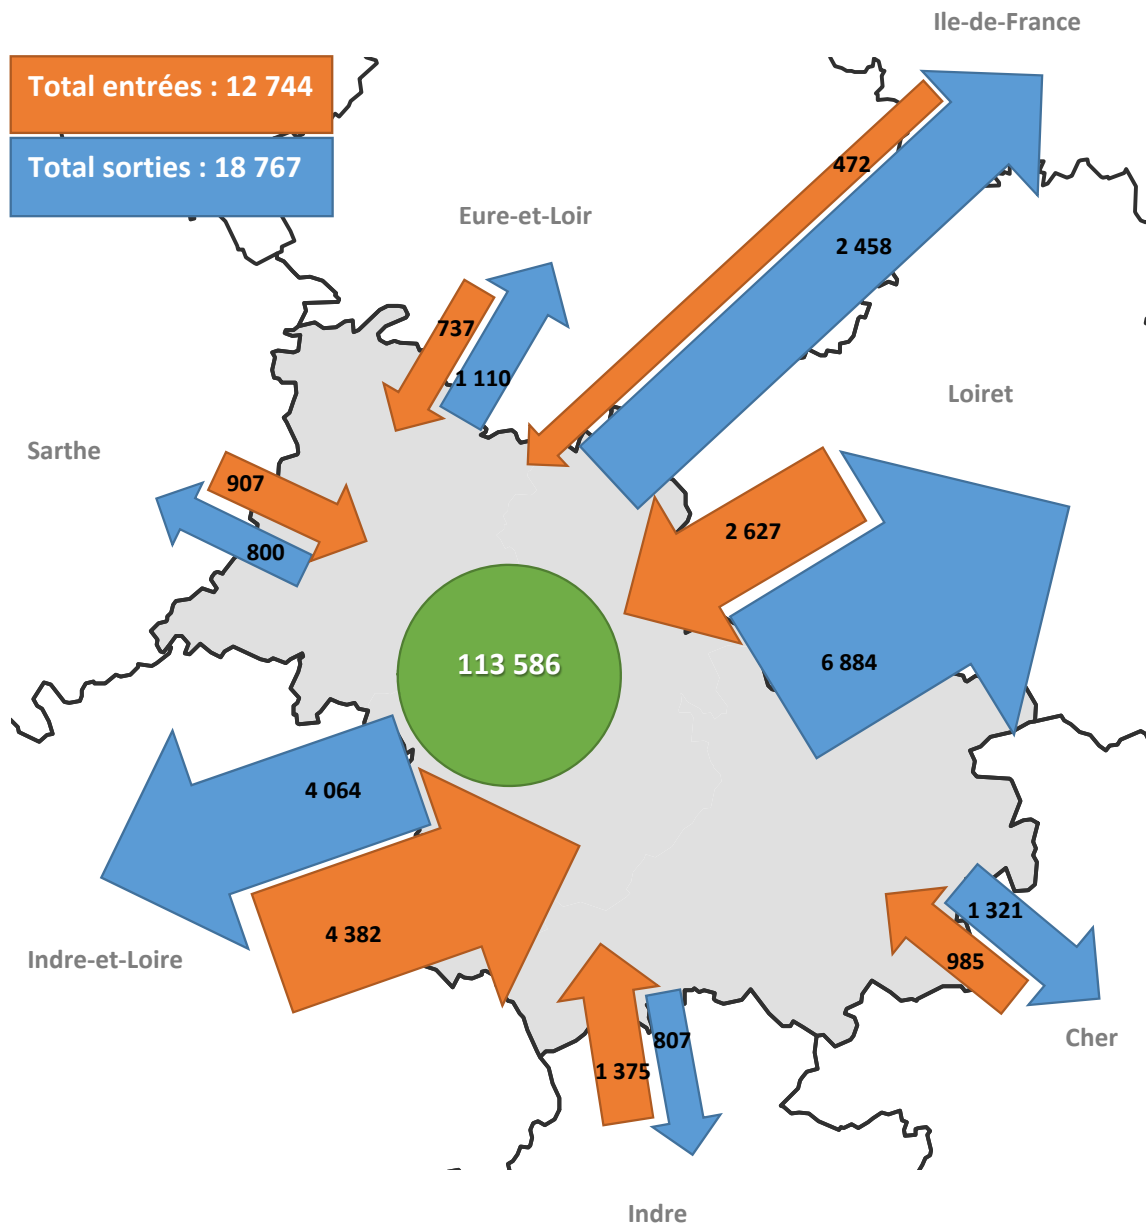 Ile-de-France
Total entrées : 12 744
Total sorties : 18 767
472
Eure-et-Loir
2 458
737
1 110
Loiret
Sarthe
907
2 627
800
113 586
6 884
4 064
4 382
1 321
Indre-et-Loire
985
Cher
807
1 375
Indre